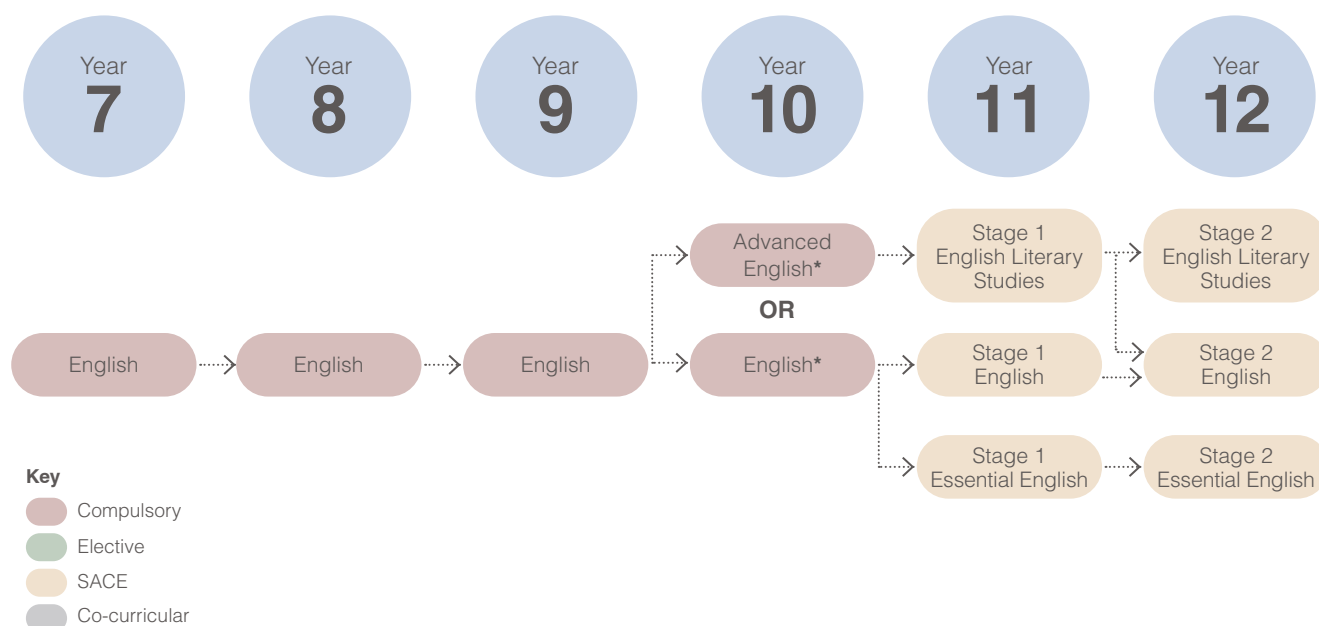 Year
7
Year
8
Year
9
Year
10
Year
11
Year
12
Advanced
English*
Stage 1
English Literary
Studies
Stage 2
English Literary
Studies
OR
English
English
English
English*
Stage 1
English
Stage 2
English
Stage 1
Essential English
Stage 2
Essential English
Key
Compulsory
Elective
SACE
Co-curricular